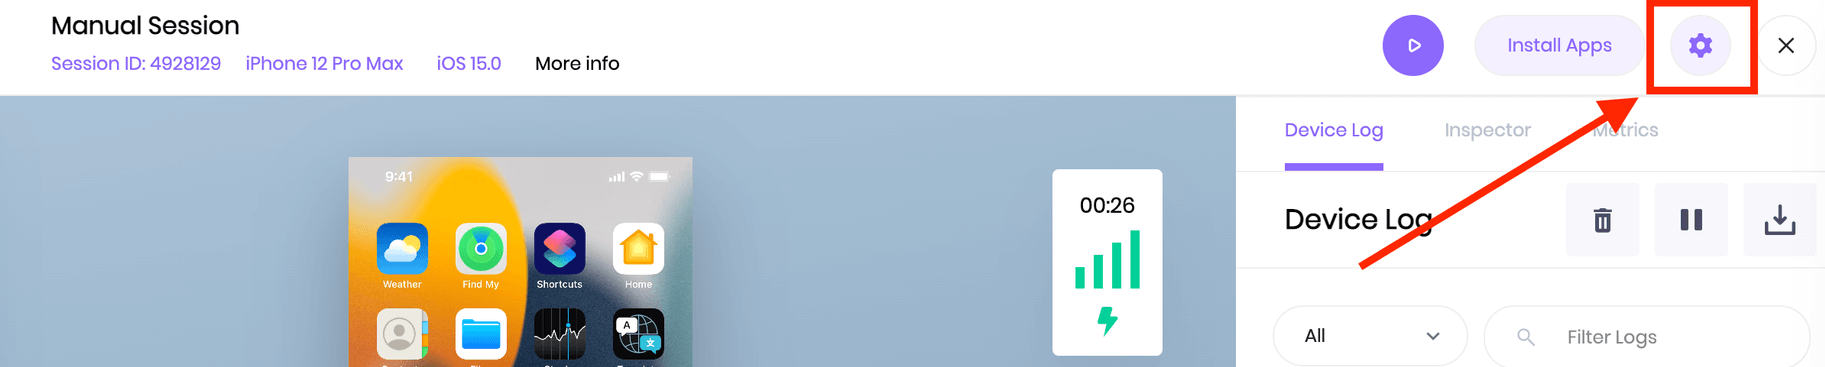 Manual Session
Install Apps
Session ID: 4928129 iPhone 12 Pro Max iOS 15.0 More info
Device Log Inspector Metrics
9:41
00:26
Device Log
Weather Find My Shortcuts Home
A
All Filter Logs